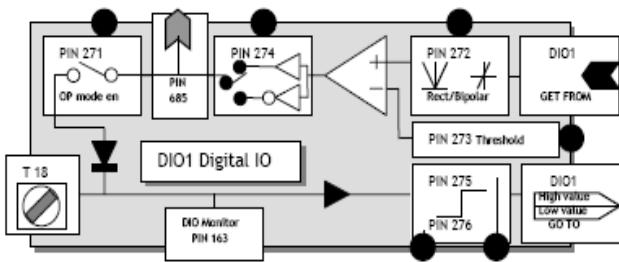 PIN 271
OP mode en
PIN
685
PIN 274
PIN 272
Rect/Bipolar
DIO1
GET FROM
PIN 273 Threshold
DIO1 Digital IO
T 18
DIO Monitor
PIN 163
PIN 275
PIN 276
DIO1
High value
Low value
GO TO